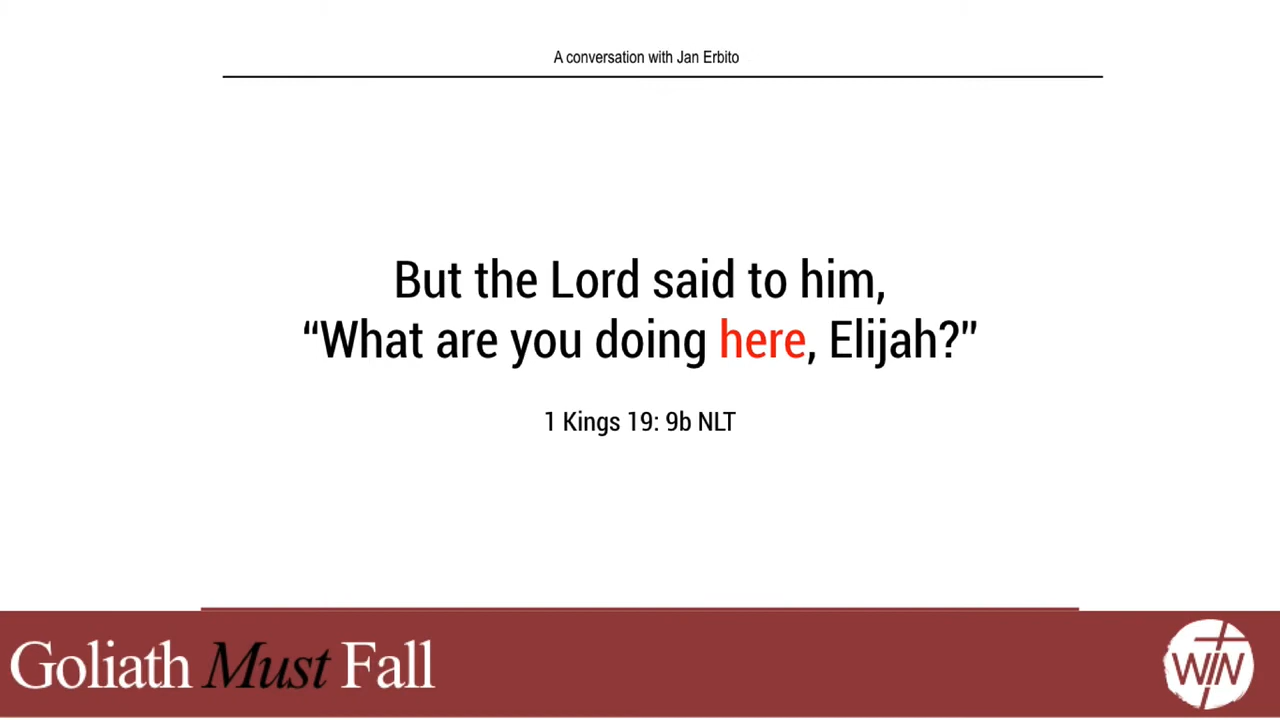 A conversation with Jan Erbito
But the Lord said to him,
“What are you doing here, Elijah?”
1 Kings 19: 9b NLT
Goliath Must Fall
WIN